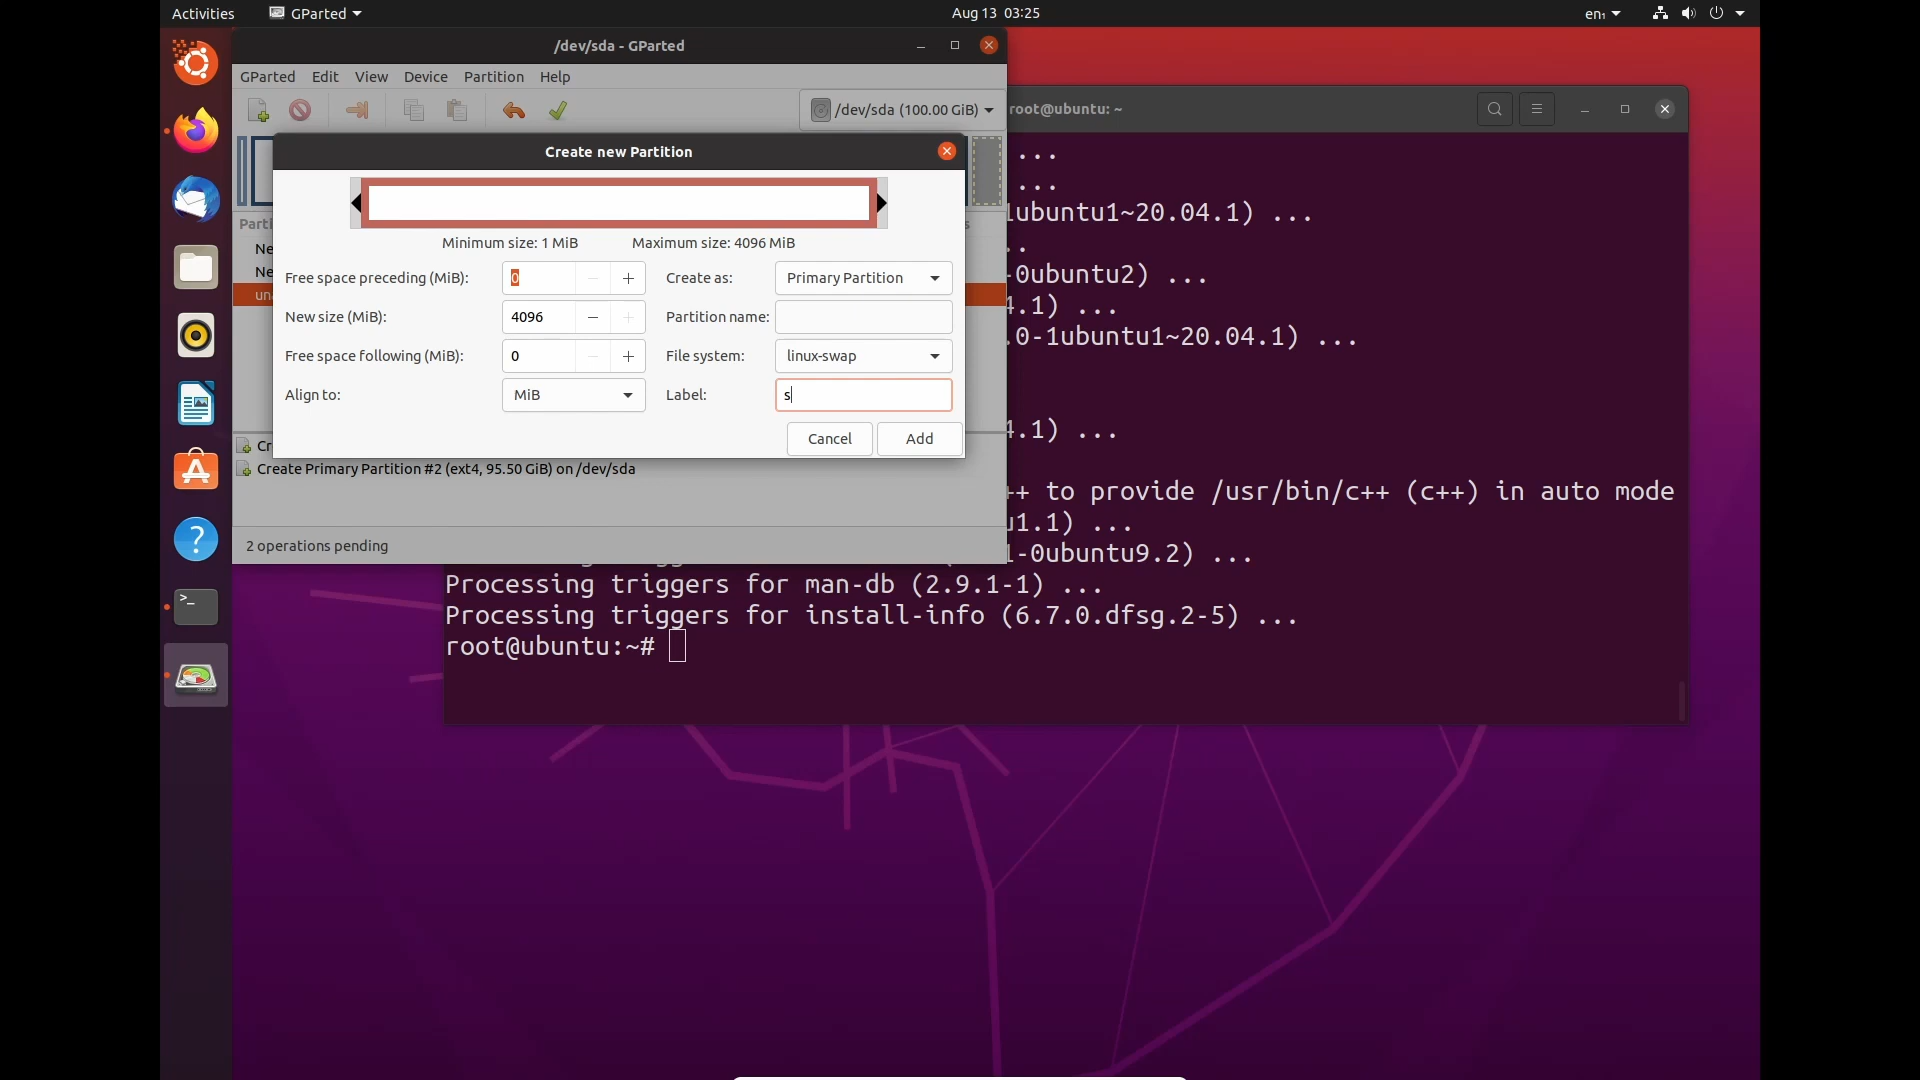 Activities GParted Aug 13 03:25 en₁
/dev/sda - GParted
GParted Edit View Device Partition Help
/dev/sda (100.00 GiB)
root@ubuntu: ~
Create new Partition
Minimum size: 1 MiB Maximum size: 4096 MiB
Free space preceding (MiB): 0 Create as: Primary Partition
New size (MiB): 4096 Partition name:
Free space following (MiB): 0 File system: linux-swap
Align to: MiB Label: s
Cancel Add
Parti
Ne
Ne
un
Cr
Create Primary Partition #2 (ext4, 95.50 GiB) on /dev/sda
2 operations pending
...
...
1ubuntu1~20.04.1) ...
..
-0ubuntu2) ...
4.1) ...
.0-1ubuntu1~20.04.1) ...
4.1) ...
++ to provide /usr/bin/c++ (c++) in auto mode
u1.1) ...
1-0ubuntu9.2) ...
Processing triggers for man-db (2.9.1-1) ...
Processing triggers for install-info (6.7.0.dfsg.2-5) ...
root@ubuntu:~#